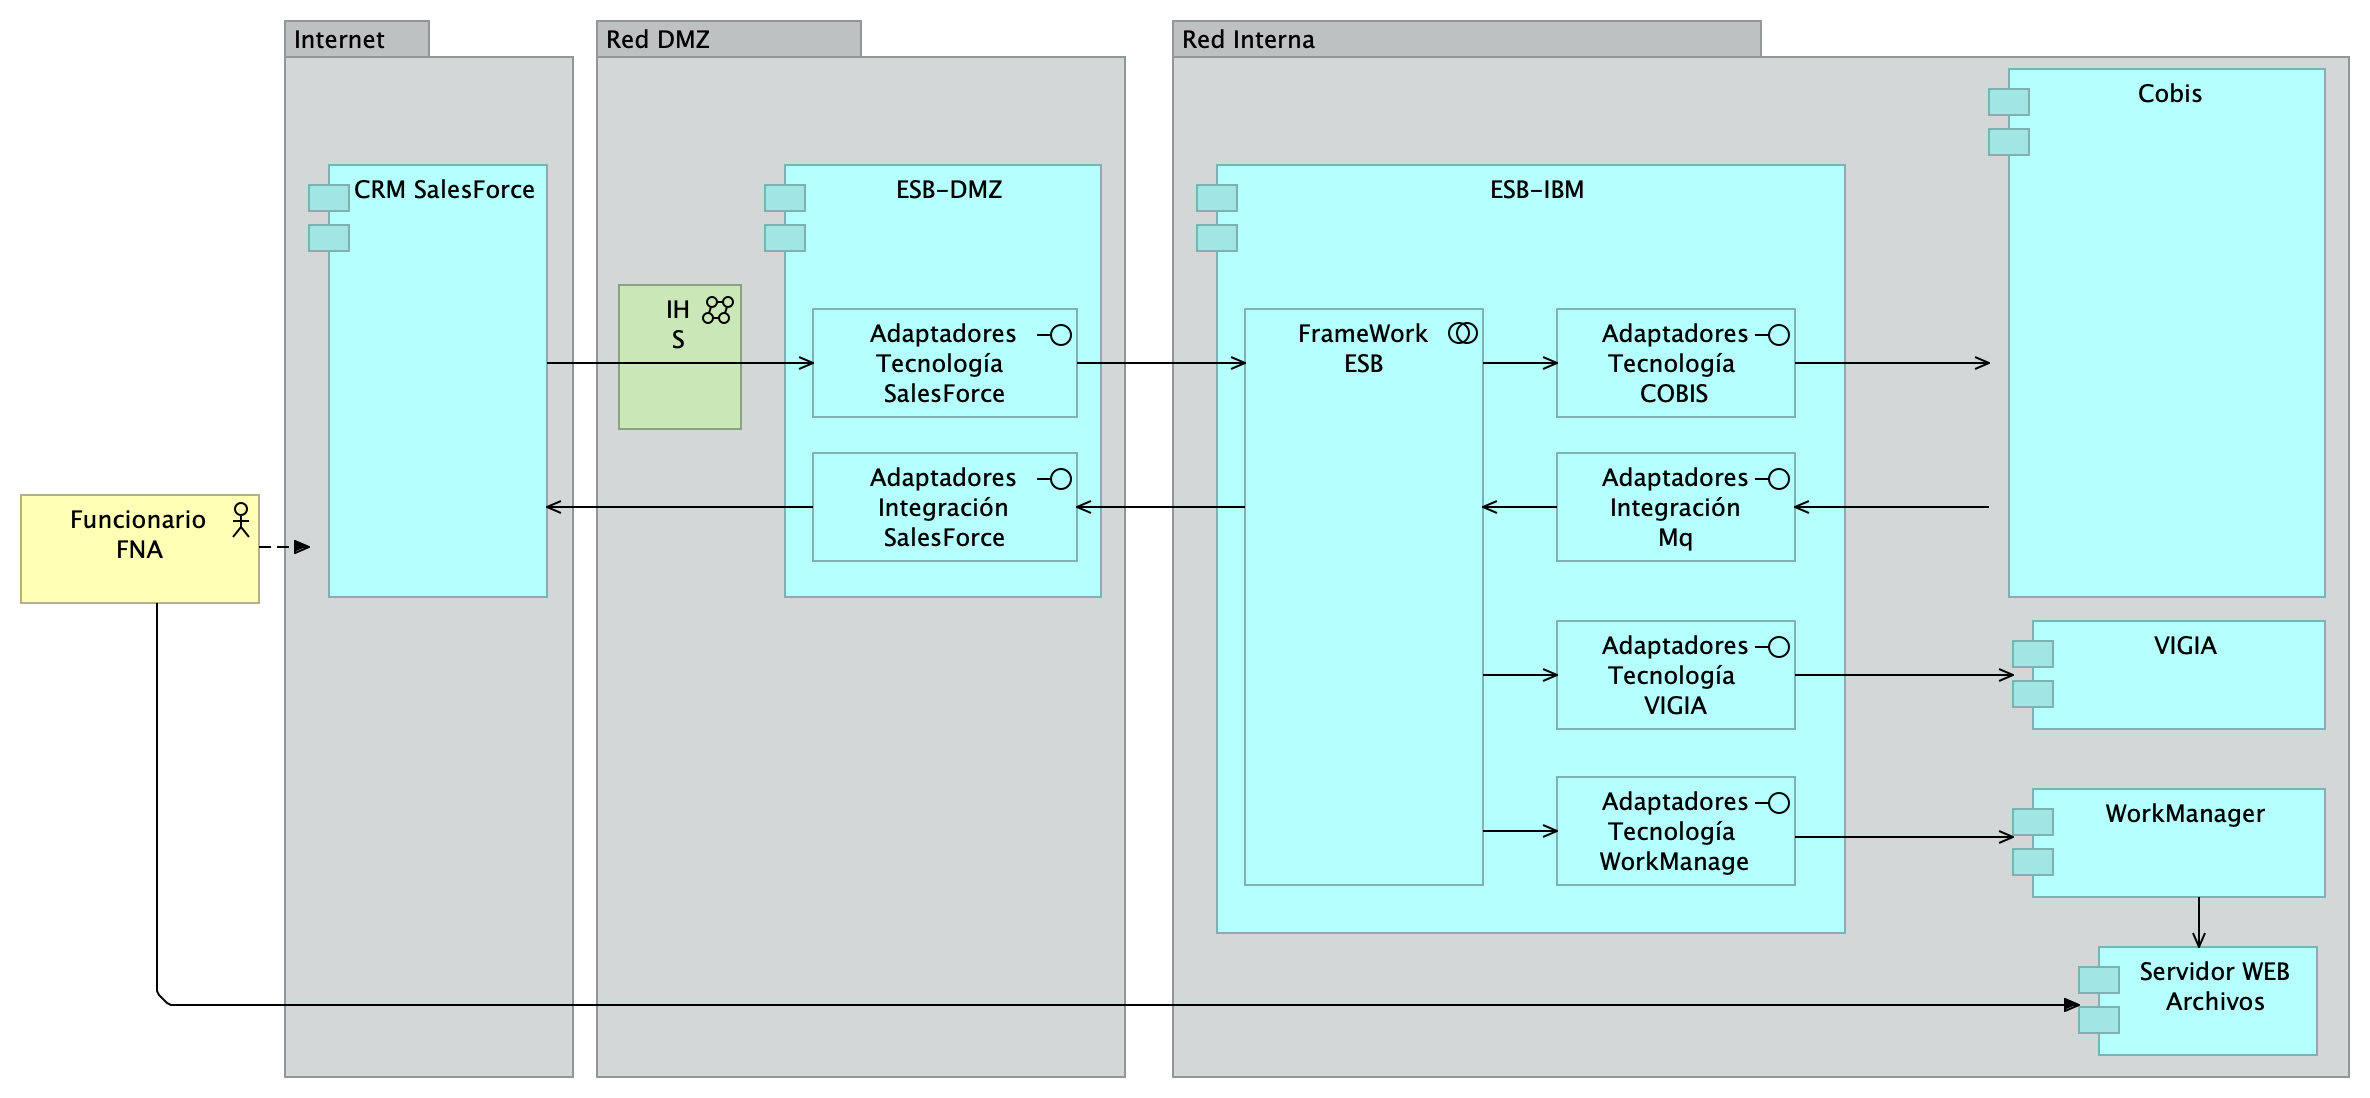 Internet
Red DMZ
Red Interna
Cobis
CRM SalesForce
ESB-DMZ
ESB-IBM
IH
S
Adaptadores
Tecnología
SalesForce
FrameWork
ESB
Adaptadores
Tecnología
COBIS
Adaptadores
Integración
SalesForce
Adaptadores
Integración
Mq
Funcionario
FNA
Adaptadores
Tecnología
VIGIA
VIGIA
Adaptadores
Tecnología
WorkManage
WorkManager
Servidor WEB
Archivos